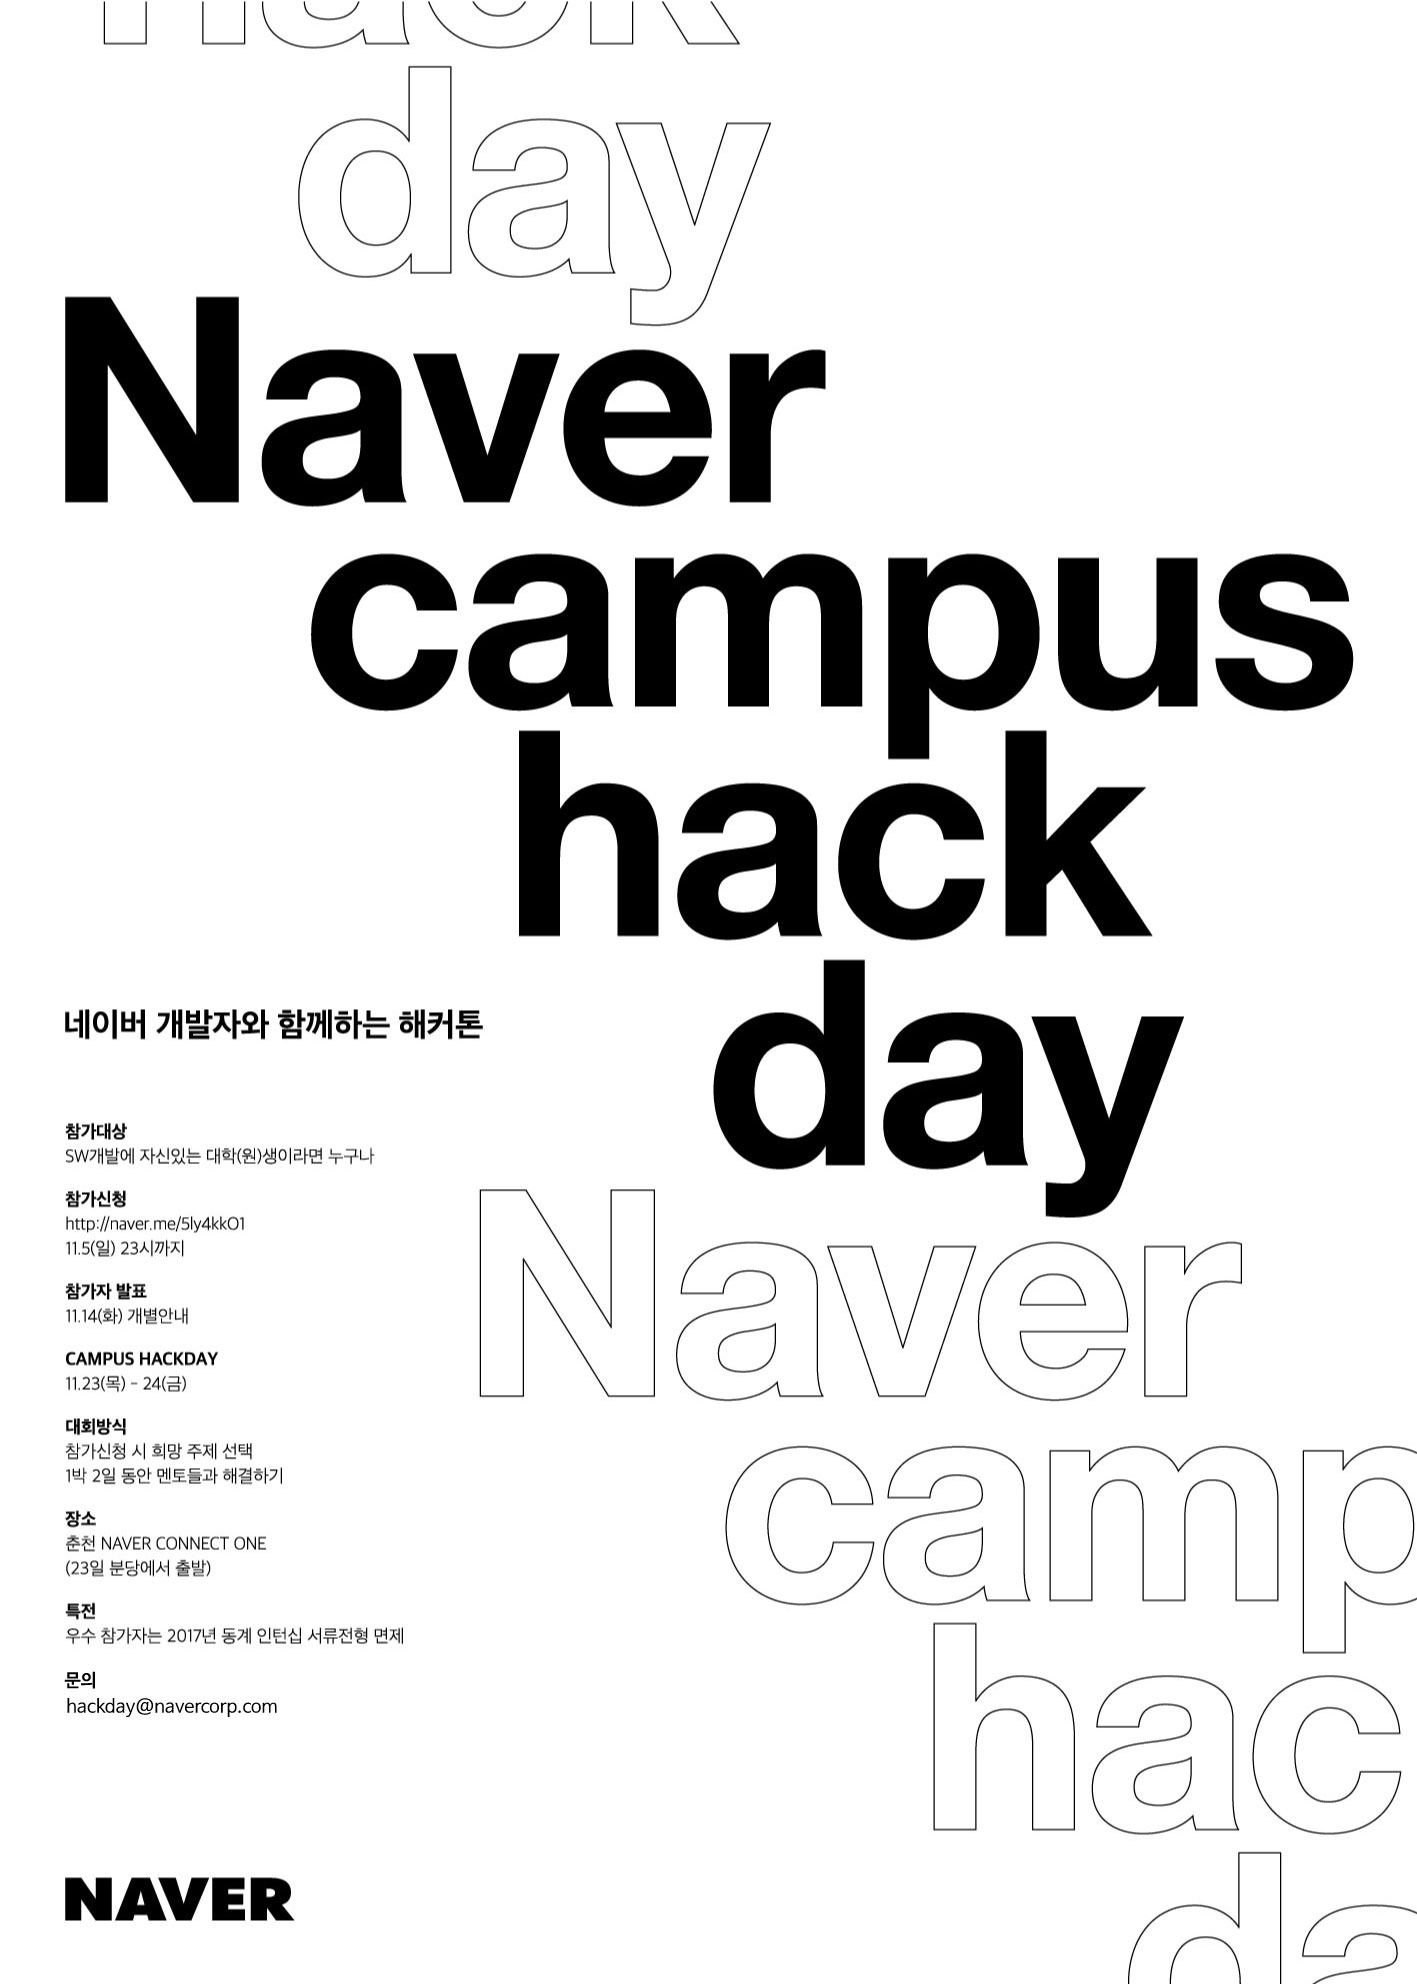 hack
day
Naver
campus
hack
day
네이버 개발자와 함께하는 해커톤
참가대상
SW개발에 자신있는 대학(원)생이라면 누구나
참가신청
http://naver.me/5ly4kkO1
11.5(일) 23시까지
참가자 발표
11.14(화) 개별안내
CAMPUS HACKDAY
11.23(목) - 24(금)
대회방식
참가신청 시 희망 주제 선택
1박 2일 동안 멘토들과 해결하기
장소
춘천 NAVER CONNECT ONE
(23일 분당에서 출발)
특전
우수 참가자는 2017년 동계 인턴십 서류전형 면제
문의
hackday@navercorp.com
Naver
camp
hac
da
NAVER